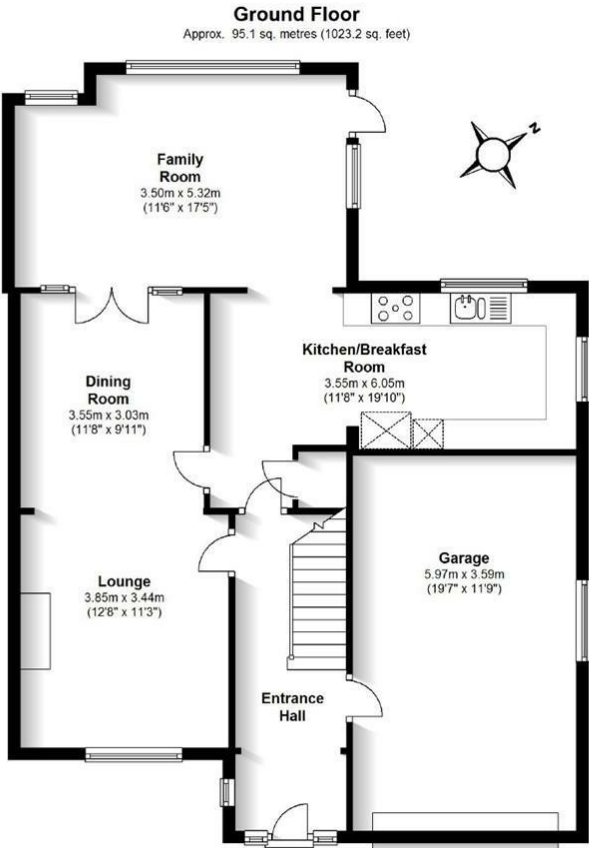 Ground Floor
Approx. 95.1 sq. metres (1023.2 sq. feet)
N
Family
Room
3.50m x 5.32m
(11'6" x 17'5")
Kitchen/Breakfast
Room
3.55m x 6.05m
(11'8" x 19'10")
Dining
Room
3.55m x 3.03m
(11'8" x 9'11")
Garage
5.97m x 3.59m
(19'7" x 11'9")
Lounge
3.85m x 3.44m
(12'8" x 11'3")
Entrance
Hall